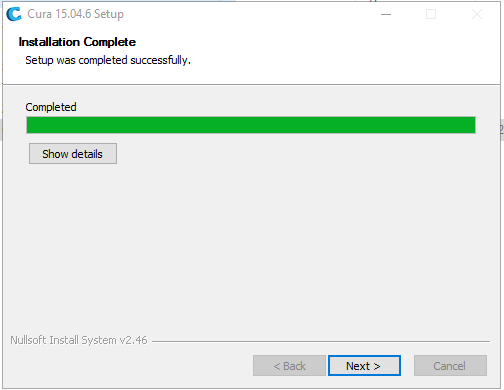 Cura 15.04.6 Setup
Installation Complete
Setup was completed successfully.
Completed
Show details
Nullsoft Install System v2.46
< Back
Next >
Cancel